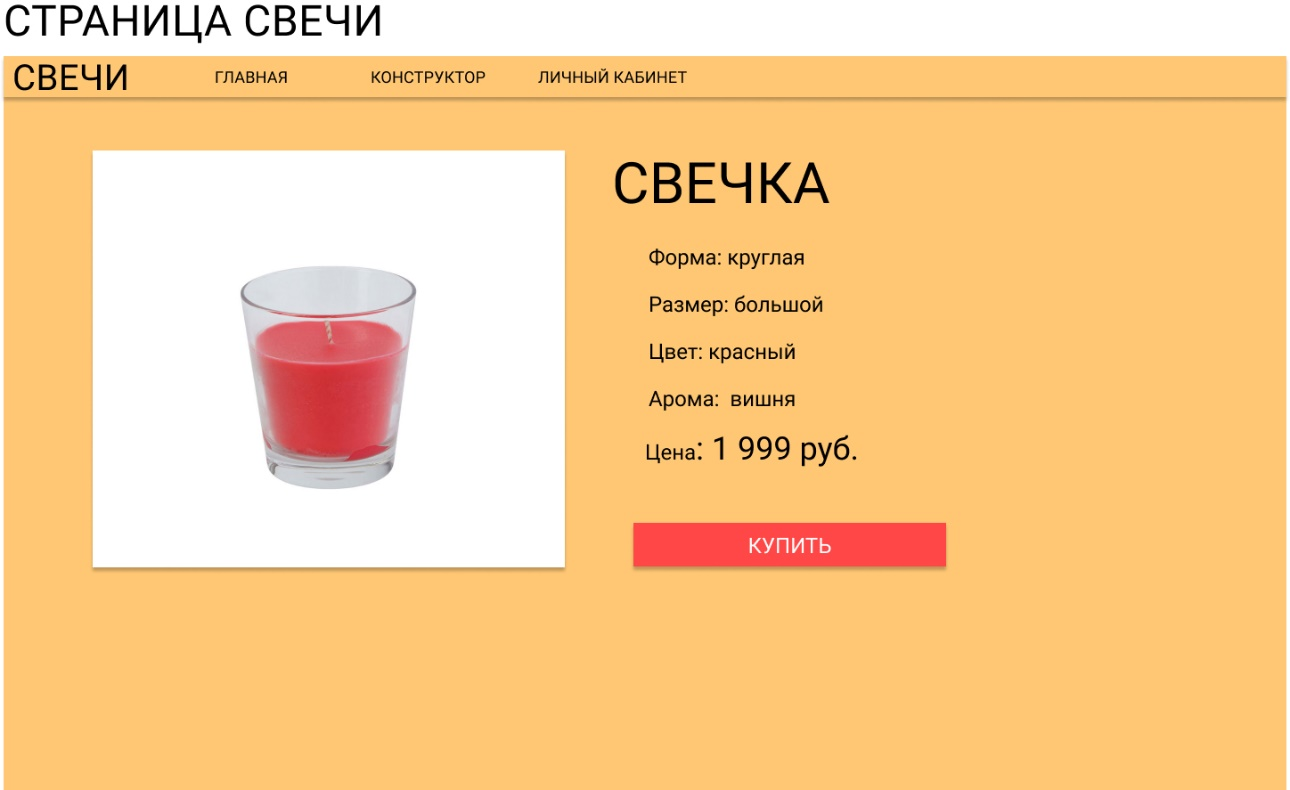 СТРАНИЦА СВЕЧИ
СВЕЧИ ГЛАВНАЯ КОНСТРУКТОР ЛИЧНЫЙ КАБИНЕТ
СВЕЧКА
Форма: круглая
Размер: большой
Цвет: красный
Арома: вишня
Цена: 1 999 руб.
КУПИТЬ